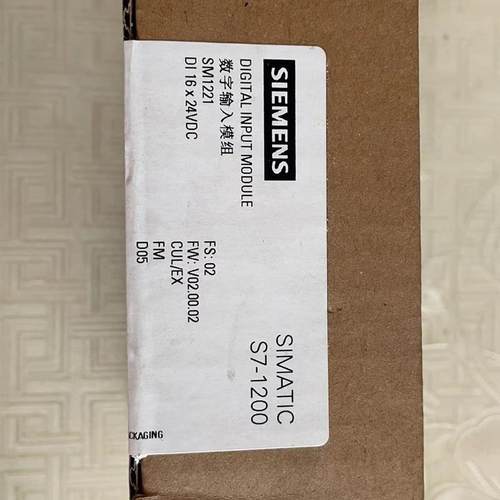 SIEMENS
DIGITAL INPUT MODULE
数字输入模组
SM1221
DI 16 x 24VDC
SIMATIC
S7-1200
FS: 02
FW: V02.00.02
CUL/EX
FM
D05